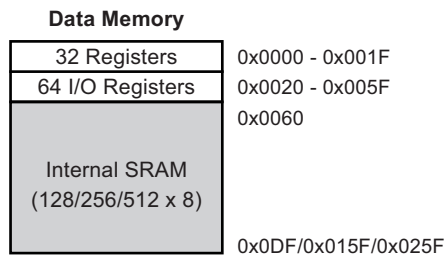 Data Memory
32 Registers 0x0000 - 0x001F
64 I/O Registers 0x0020 - 0x005F
0x0060
Internal SRAM
(128/256/512 x 8)
0x0DF/0x015F/0x025F